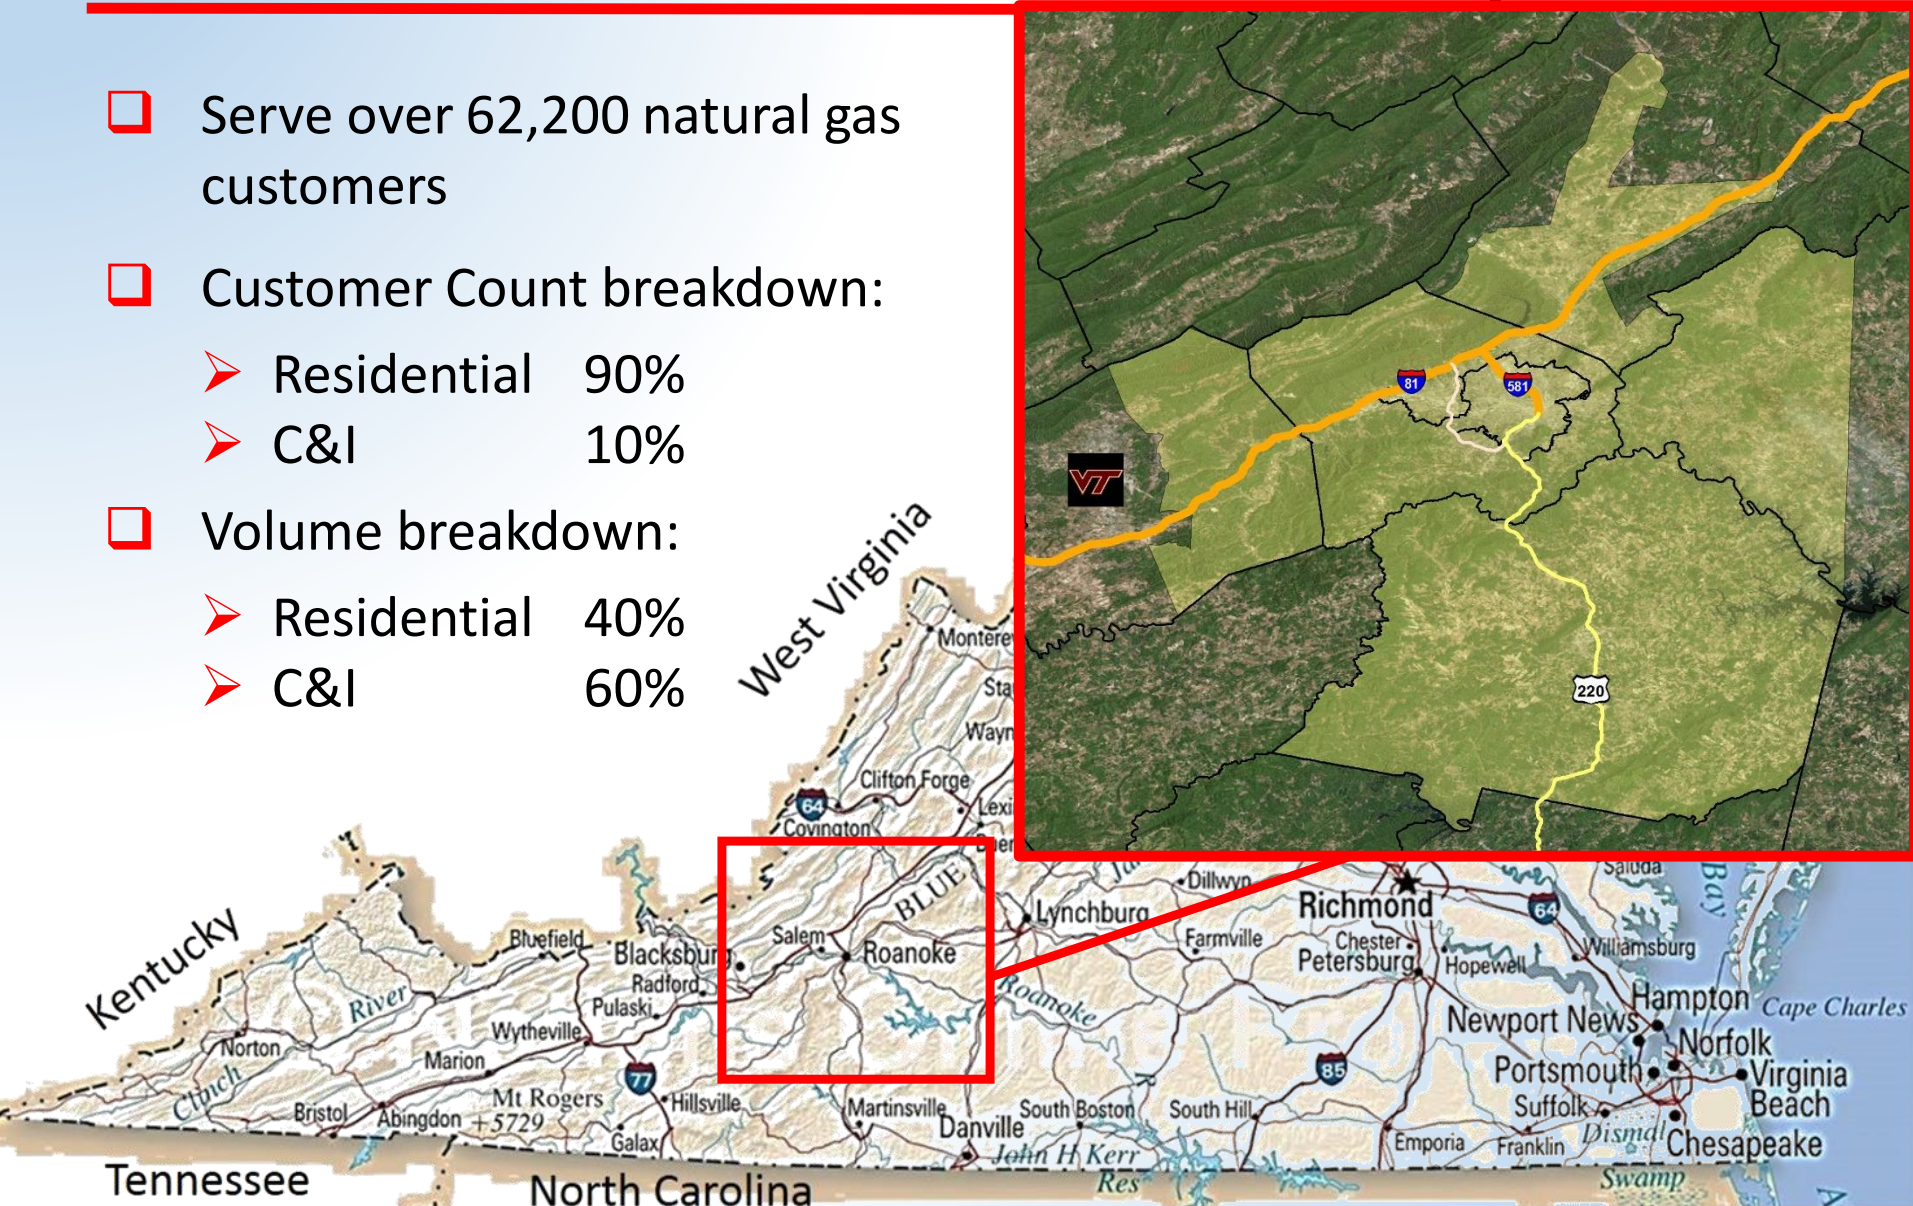 Serve over 62,200 natural gas
customers
Customer Count breakdown:
Residential 90%
C&I 10%
Volume breakdown:
Residential 40%
C&I 60%
81
581
VT
220
West Virginia
Kentucky
Tennessee
North Carolina
Clifton Forge
64
Covington
BLUE
Dillwyn
Saluda
Bay
Lynchburg
Richmond
64
Bluefield
Blacksburg
Salem
Roanoke
Farmville
Chester
Petersburg
Hopewell
Williamsburg
Radford
Pulaski
River
Roanoke
R
Hampton
Cape Charles
Newport News
Norton
Wytheville
Marion
Norfolk
Clinch
77
85
Portsmouth
Virginia
Beach
Mt Rogers
+5729
Hillsville
Martinsville
South Boston
South Hill
Suffolk
Bristol
Abingdon
Galax
Danville
Emporia
Franklin
Dismal
Swamp
Chesapeake
John H Kerr
Res